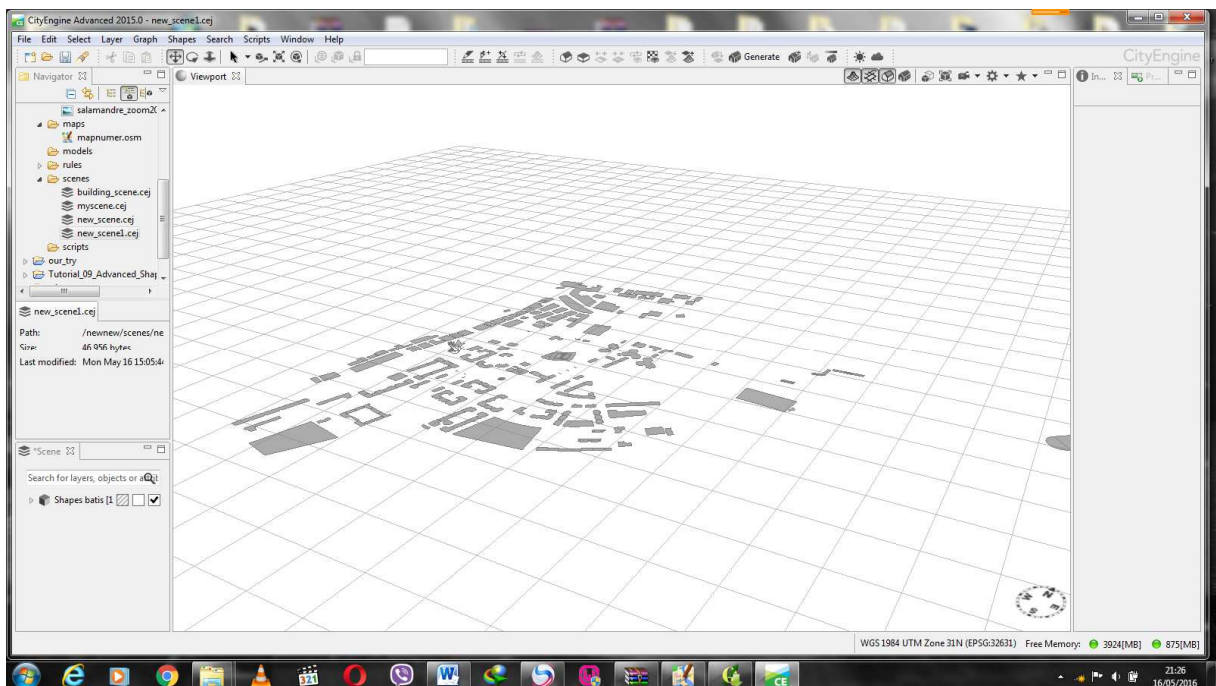 CityEngine Advanced 2015.0 - new_scene1.cej
File Edit Select Layer Graph Shapes Search Scripts Window Help
Generate
CityEngine
Navigator
Viewport
In...
Pr...
salamandre_zoom2(
maps
mapnumer.osm
models
rules
scenes
building_scene.cej
myscene.cej
new_scene.cej
new_scene1.cej
scripts
our_try
Tutorial_09_Advanced_Shap
new_scene1.cej
Path: /newnew/scenes/ne
Size: 46 956 bytes
Last modified: Mon May 16 15:05:4
*Scene
Search for layers, objects or
Shapes batis [1
N
W
E
S
WGS 1984 UTM Zone 31N (EPSG:32631) Free Memory: 3924[MB] 875[MB]
321
W
CE
21:26
16/05/2016